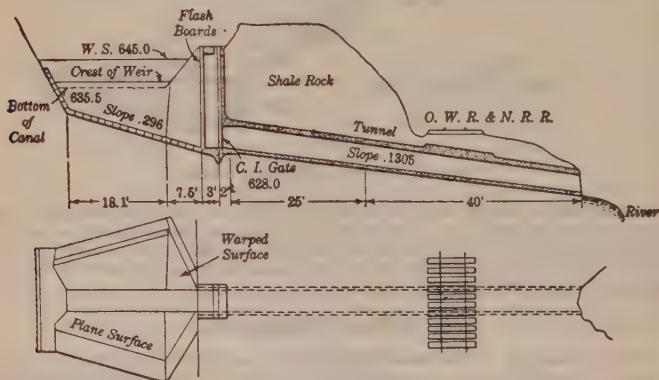 Flash
Boards
W. S. 645.0
Crest of Weir
Shale Rock
Bottom
of
Canal
635.5
Slope .296
O. W. R. & N. R. R.
Tunnel
Slope .1305
C. I. Gate
628.0
18.1'
7.5'
3'
2'
25'
40'
River
Warped
Surface
Plane Surface